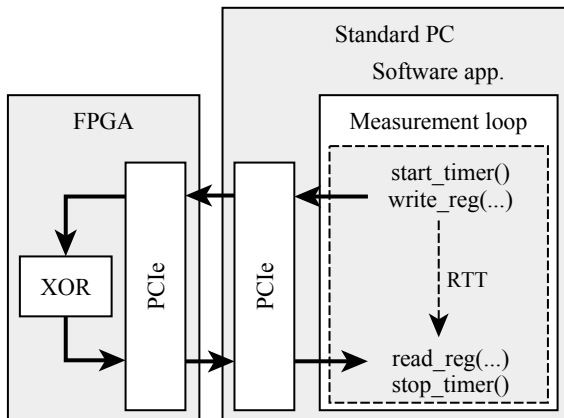 Standard PC
Software app.
FPGA
Measurement loop
start_timer()
write_reg(...)
XOR
PCIe
PCIe
RTT
read_reg(...)
stop_timer()